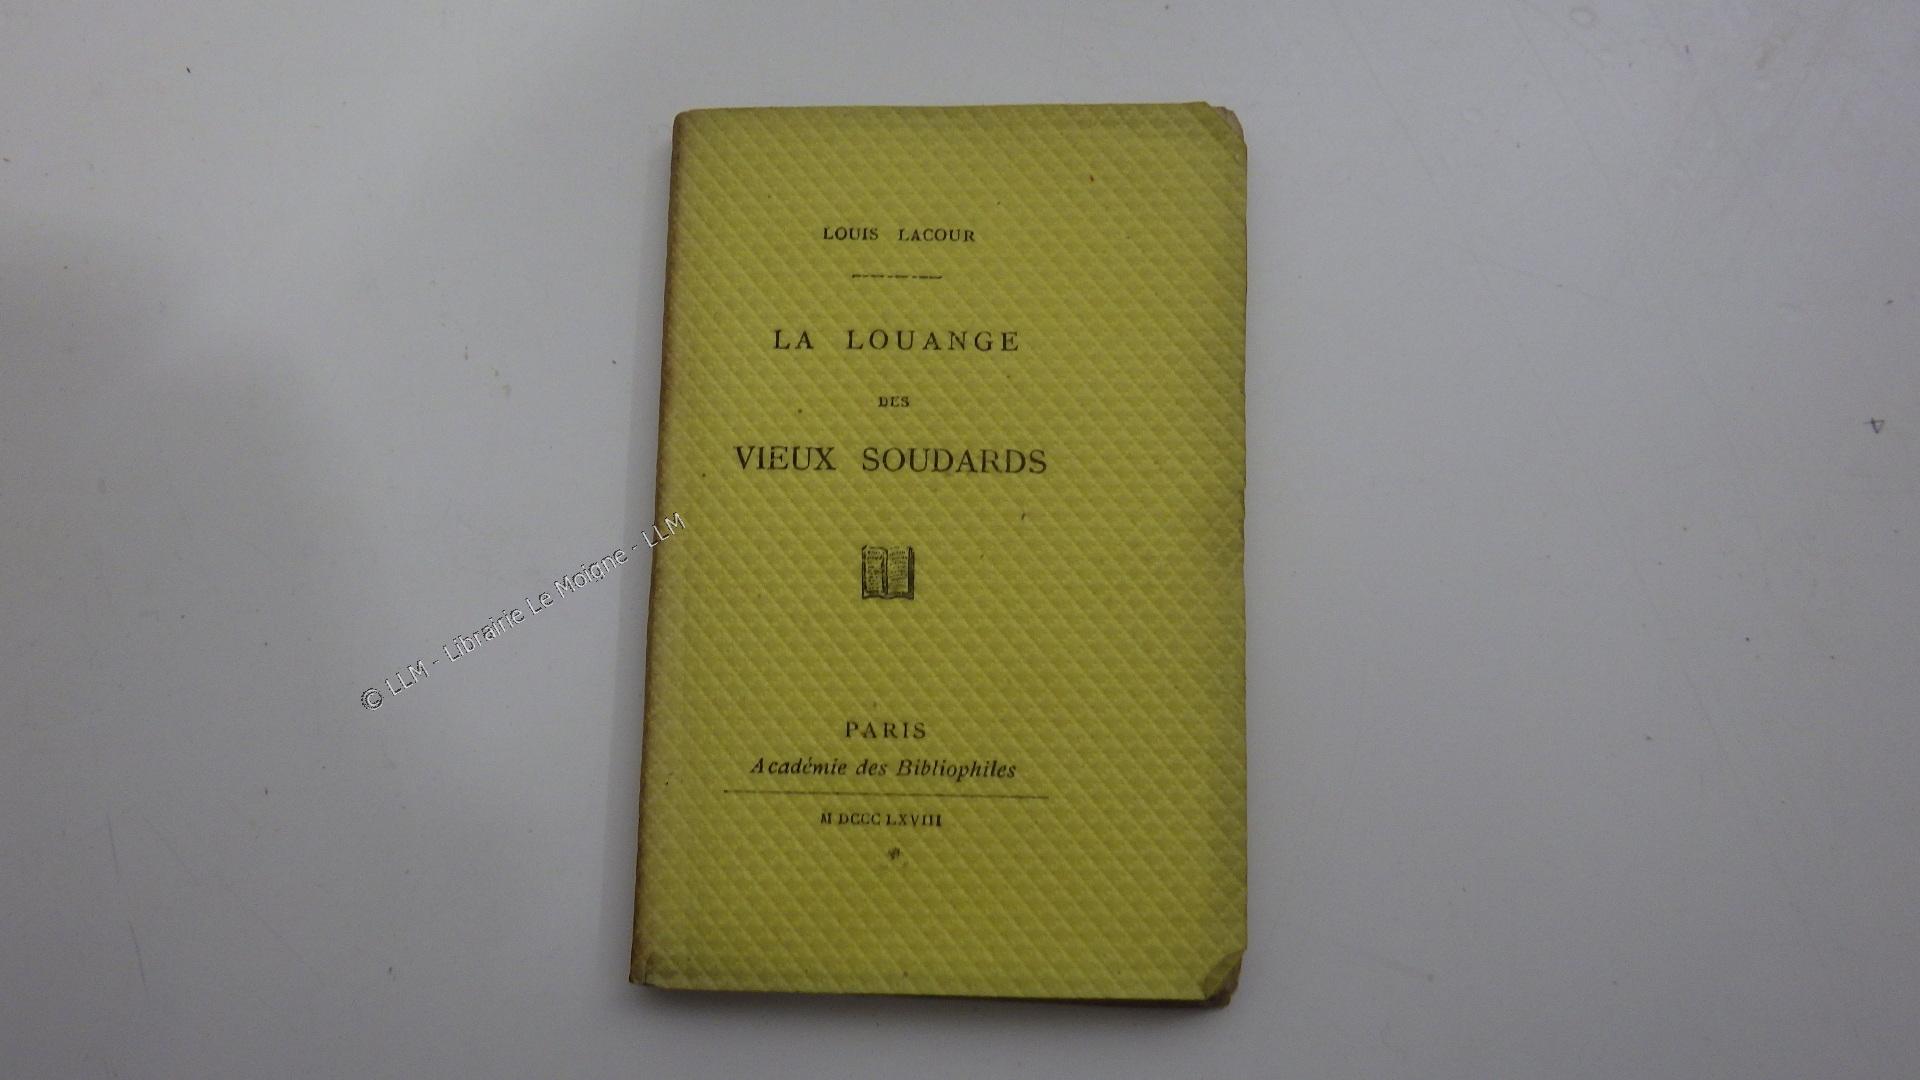 LOUIS LACOUR
LA LOUANGE
DES
VIEUX SOUDARDS
PARIS
Académie des Bibliophiles
M DCCC LXVIII
© LLM - Librairie Le Moigne - LLM